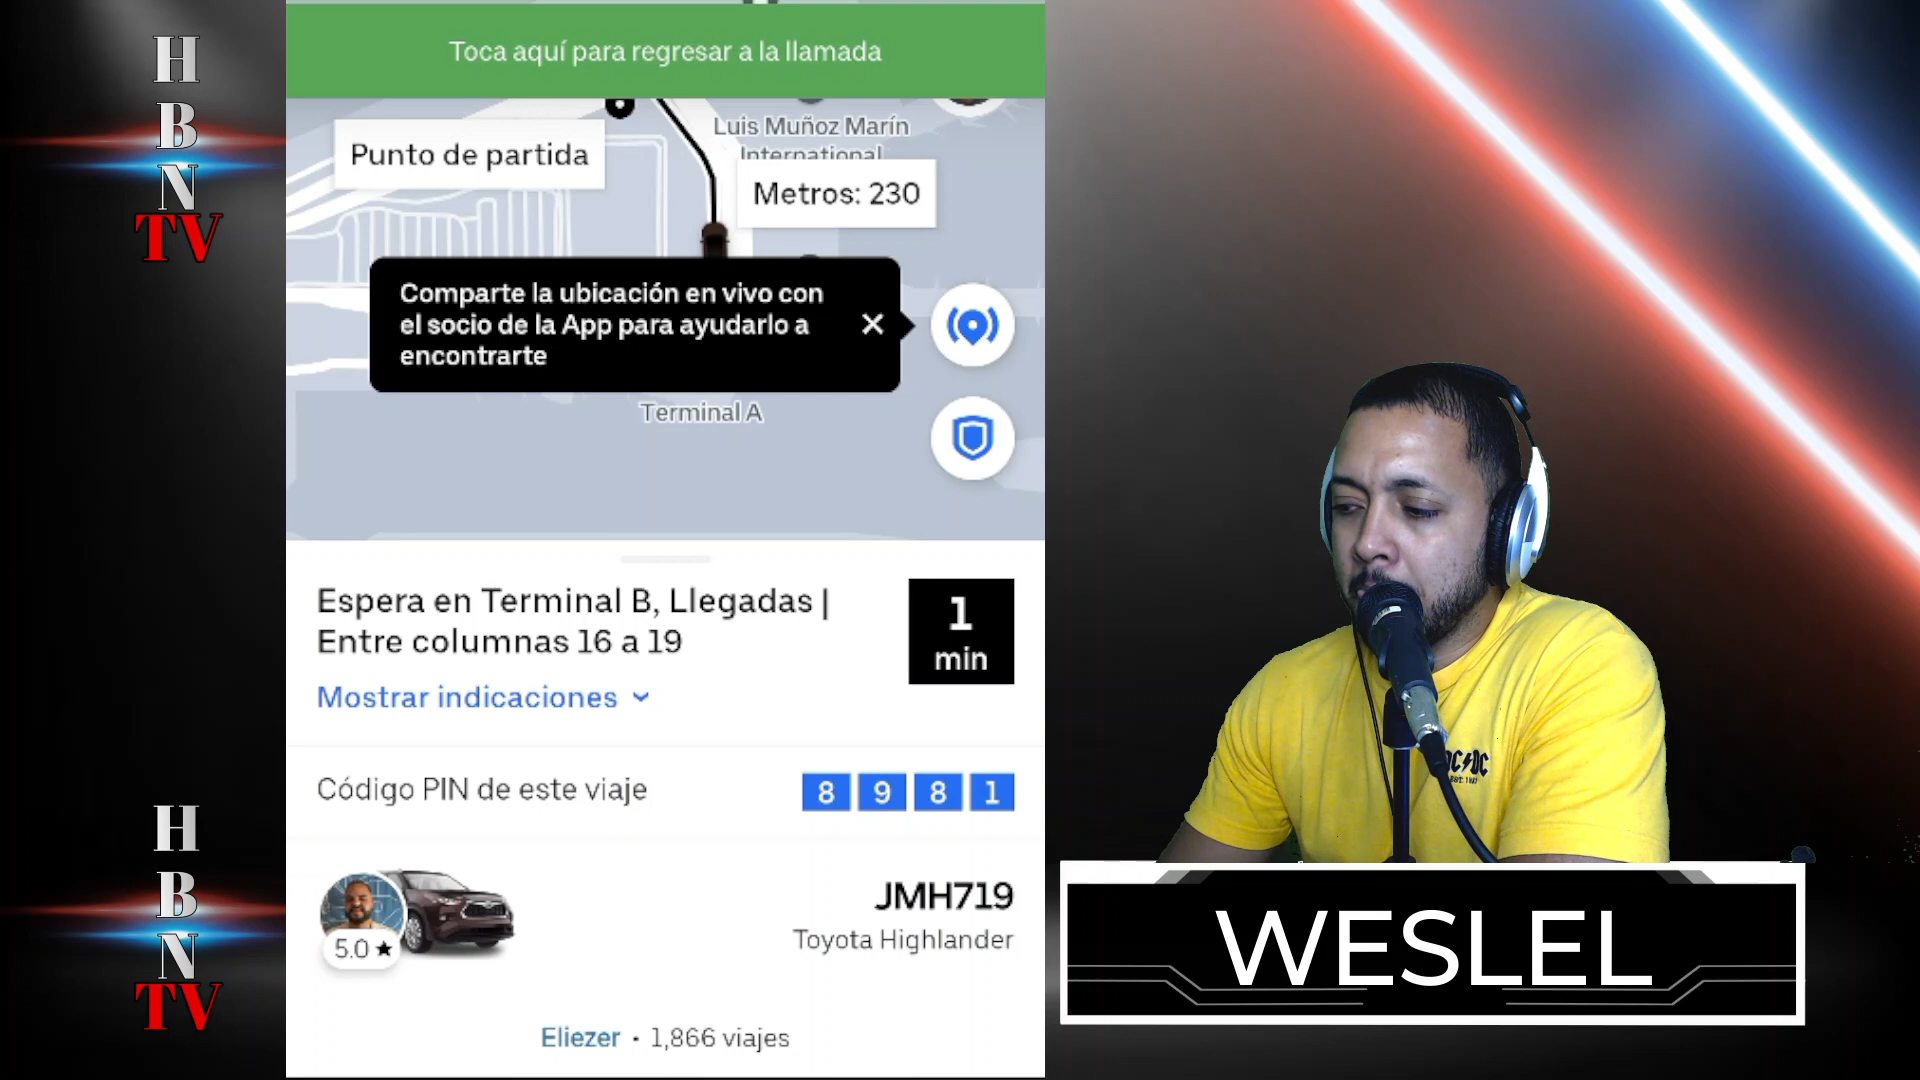 H
B
N
TV
H
B
N
TV
Toca aquí para regresar a la llamada
Luis Muñoz Marín
International
Punto de partida
Metros: 230
Comparte la ubicación en vivo con
el socio de la App para ayudarlo a
encontrarte
Terminal A
Espera en Terminal B, Llegadas |
Entre columnas 16 a 19
1
min
Mostrar indicaciones
Código PIN de este viaje
8 9 8 1
5.0 ★
JMH719
Toyota Highlander
Eliezer · 1,866 viajes
WESLEL